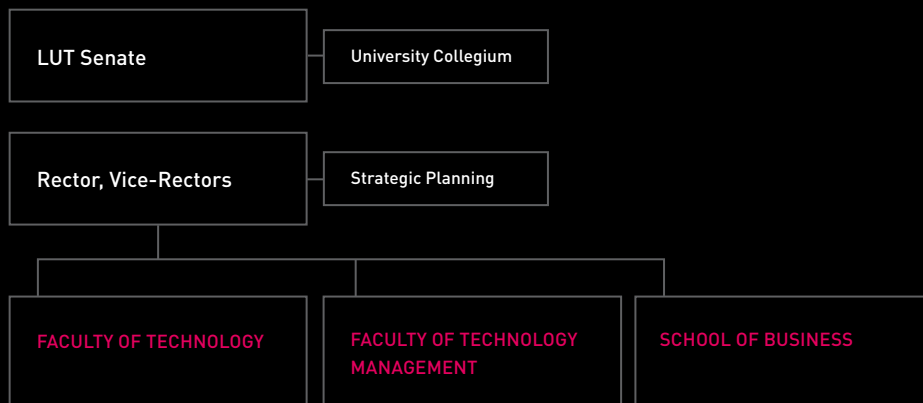 LUT Senate
University Collegium
Rector, Vice-Rectors
Strategic Planning
FACULTY OF TECHNOLOGY
FACULTY OF TECHNOLOGY
MANAGEMENT
SCHOOL OF BUSINESS